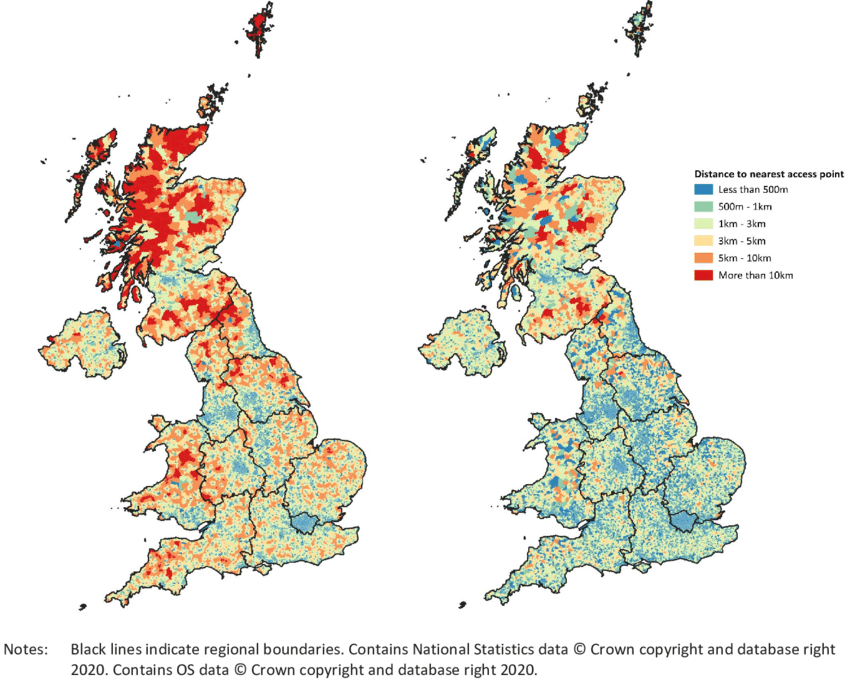 Distance to nearest access point
Less than 500m
500m - 1km
1km - 3km
3km - 5km
5km - 10km
More than 10km
Notes: Black lines indicate regional boundaries. Contains National Statistics data © Crown copyright and database right
2020. Contains OS data © Crown copyright and database right 2020.